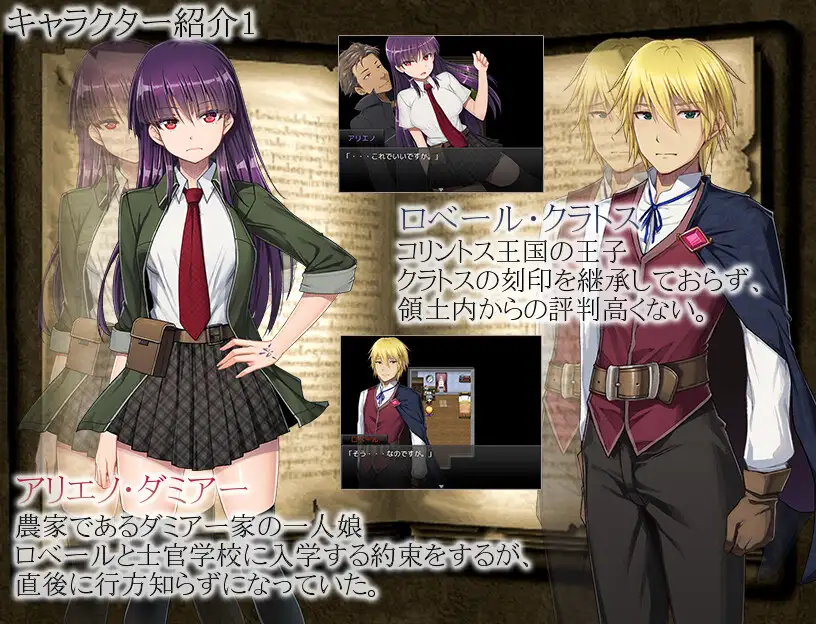 キャラクター紹介1
アリエノ
「・・・これでいいですか。」
ロベール・クラトス
コリントス王国の王子
クラトスの刻印を継承しておらず、
領土内からの評判高くない。
ロベール
「そう・・・なのですか。」
アリエノ・ダミアー
農家であるダミアー家の一人娘
ロベールと士官学校に入学する約束をするが、
直後に行方知らずになっていた。